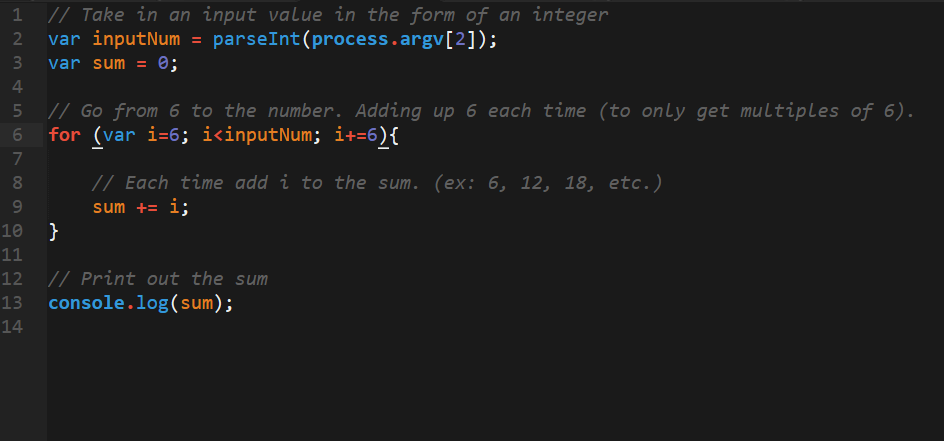 1 // Take in an input value in the form of an integer
2 var inputNum = parseInt(process.argv[2]);
3 var sum = 0;
4
5 // Go from 6 to the number. Adding up 6 each time (to only get multiples of 6).
6 for (var i=6; i<inputNum; i+=6){
7
8     // Each time add i to the sum. (ex: 6, 12, 18, etc.)
9     sum += i;
10 }
11
12 // Print out the sum
13 console.log(sum);
14